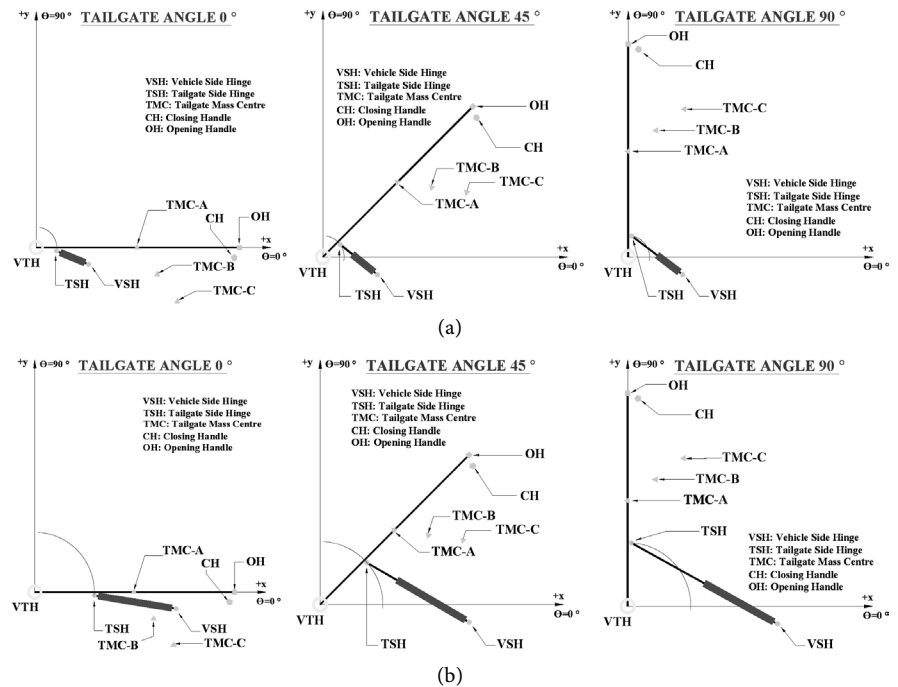 +y
Θ=90 °
TAILGATE ANGLE 0 °
VSH: Vehicle Side Hinge
TSH: Tailgate Side Hinge
TMC: Tailgate Mass Centre
CH: Closing Handle
OH: Opening Handle
TMC-A
CH
OH
+x
Θ=0 °
VTH
TSH
VSH
TMC-B
TMC-C
+y
Θ=90 °
TAILGATE ANGLE 45 °
VSH: Vehicle Side Hinge
TSH: Tailgate Side Hinge
TMC: Tailgate Mass Centre
CH: Closing Handle
OH: Opening Handle
OH
CH
TMC-B
TMC-C
TMC-A
+x
Θ=0 °
VTH
TSH
VSH
+y
Θ=90 °
TAILGATE ANGLE 90 °
OH
CH
TMC-C
TMC-B
TMC-A
VSH: Vehicle Side Hinge
TSH: Tailgate Side Hinge
TMC: Tailgate Mass Centre
CH: Closing Handle
OH: Opening Handle
+x
Θ=0 °
VTH
TSH
VSH
(a)
+y
Θ=90 °
TAILGATE ANGLE 0 °
VSH: Vehicle Side Hinge
TSH: Tailgate Side Hinge
TMC: Tailgate Mass Centre
CH: Closing Handle
OH: Opening Handle
TMC-A
CH
OH
+x
Θ=0 °
VTH
TSH
VSH
TMC-B
TMC-C
+y
Θ=90 °
TAILGATE ANGLE 45 °
VSH: Vehicle Side Hinge
TSH: Tailgate Side Hinge
TMC: Tailgate Mass Centre
CH: Closing Handle
OH: Opening Handle
OH
CH
TMC-B
TMC-C
TMC-A
+x
Θ=0 °
VTH
TSH
VSH
+y
Θ=90 °
TAILGATE ANGLE 90 °
OH
CH
TMC-C
TMC-B
TMC-A
TSH
VSH: Vehicle Side Hinge
TSH: Tailgate Side Hinge
TMC: Tailgate Mass Centre
CH: Closing Handle
OH: Opening Handle
+x
Θ=0 °
VTH
VSH
(b)